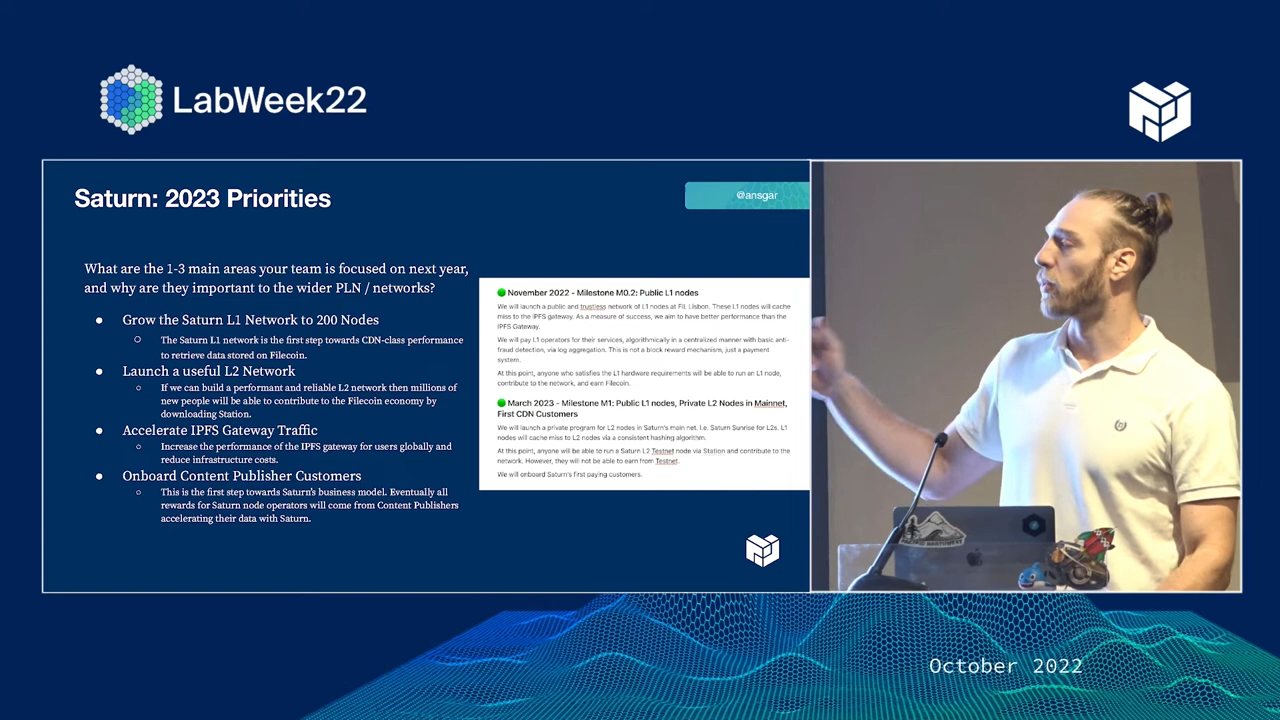 LabWeek22
Saturn: 2023 Priorities
@ansgar
What are the 1-3 main areas your team is focused on next year,
and why are they important to the wider PLN / networks?
● Grow the Saturn L1 Network to 200 Nodes
○ The Saturn L1 network is the first step towards CDN-class performance
to retrieve data stored on Filecoin.
● Launch a useful L2 Network
○ If we can build a performant and reliable L2 network then millions of
new people will be able to contribute to the Filecoin economy by
downloading Station.
● Accelerate IPFS Gateway Traffic
○ Increase the performance of the IPFS gateway for users globally and
reduce infrastructure costs.
● Onboard Content Publisher Customers
○ This is the first step towards Saturn's business model. Eventually all
rewards for Saturn node operators will come from Content Publishers
accelerating their data with Saturn.
November 2022 - Milestone M0.2: Public L1 nodes
We will launch a public and trustless network of L1 nodes at FIL Lisbon. These L1 nodes will cache
miss to the IPFS gateway. As a measure of success, we aim to have better performance than the
IPFS Gateway.
We will pay L1 operators for their services, algorithmically in a centralized manner with basic anti-
fraud detection, via log aggregation. This is not a block reward mechanism, just a payment
system.
At this point, anyone who satisfies the L1 hardware requirements will be able to run an L1 node,
contribute to the network, and earn Filecoin.
March 2023 - Milestone M1: Public L1 nodes, Private L2 Nodes in Mainnet,
First CDN Customers
We will launch a private program for L2 nodes in Saturn's main net. I.e. Saturn Sunrise for L2s. L1
nodes will cache miss to L2 nodes via a consistent hashing algorithm.
At this point, anyone will be able to run a Saturn L2 Testnet node via Station and contribute to the
network. However, they will not be able to earn from Testnet.
We will onboard Saturn's first paying customers.
October 2022